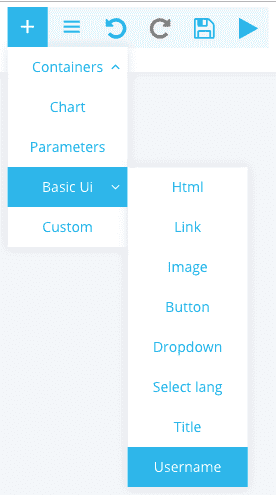 Containers
Chart
Parameters
Basic Ui
Custom
Html
Link
Image
Button
Dropdown
Select lang
Title
Username